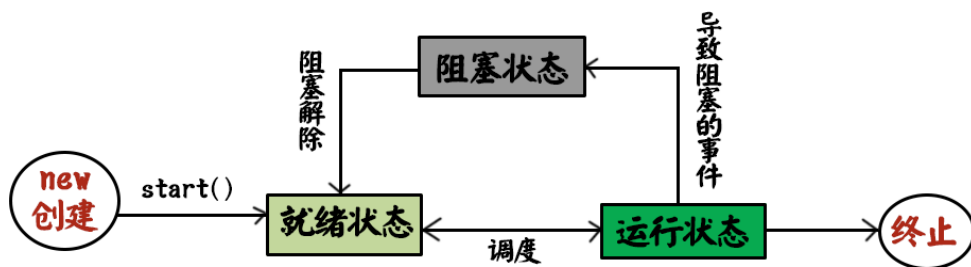 new
创建
start()
就绪状态
阻塞解除
阻塞状态
导致阻塞的事件
调度
运行状态
终止